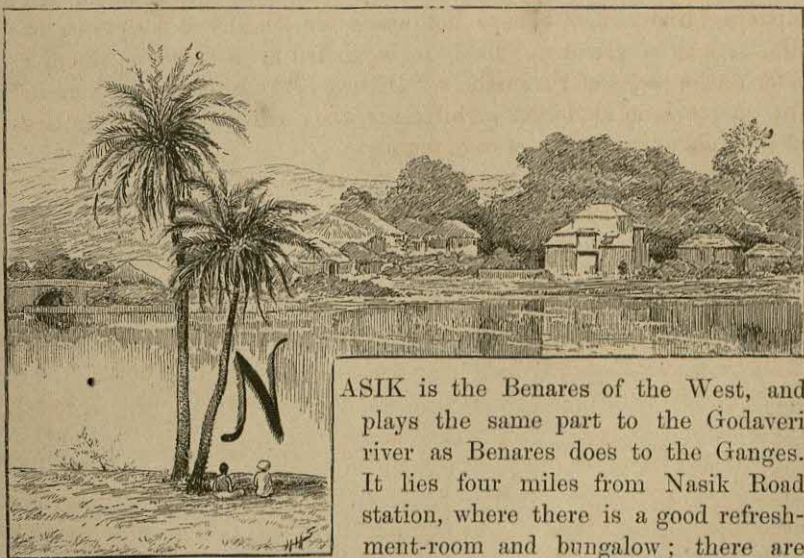 NASIK is the Benares of the West, and
plays the same part to the Godaveri
river as Benares does to the Ganges.
It lies four miles from Nasik Road
station, where there is a good refresh-
ment-room and bungalow; there are